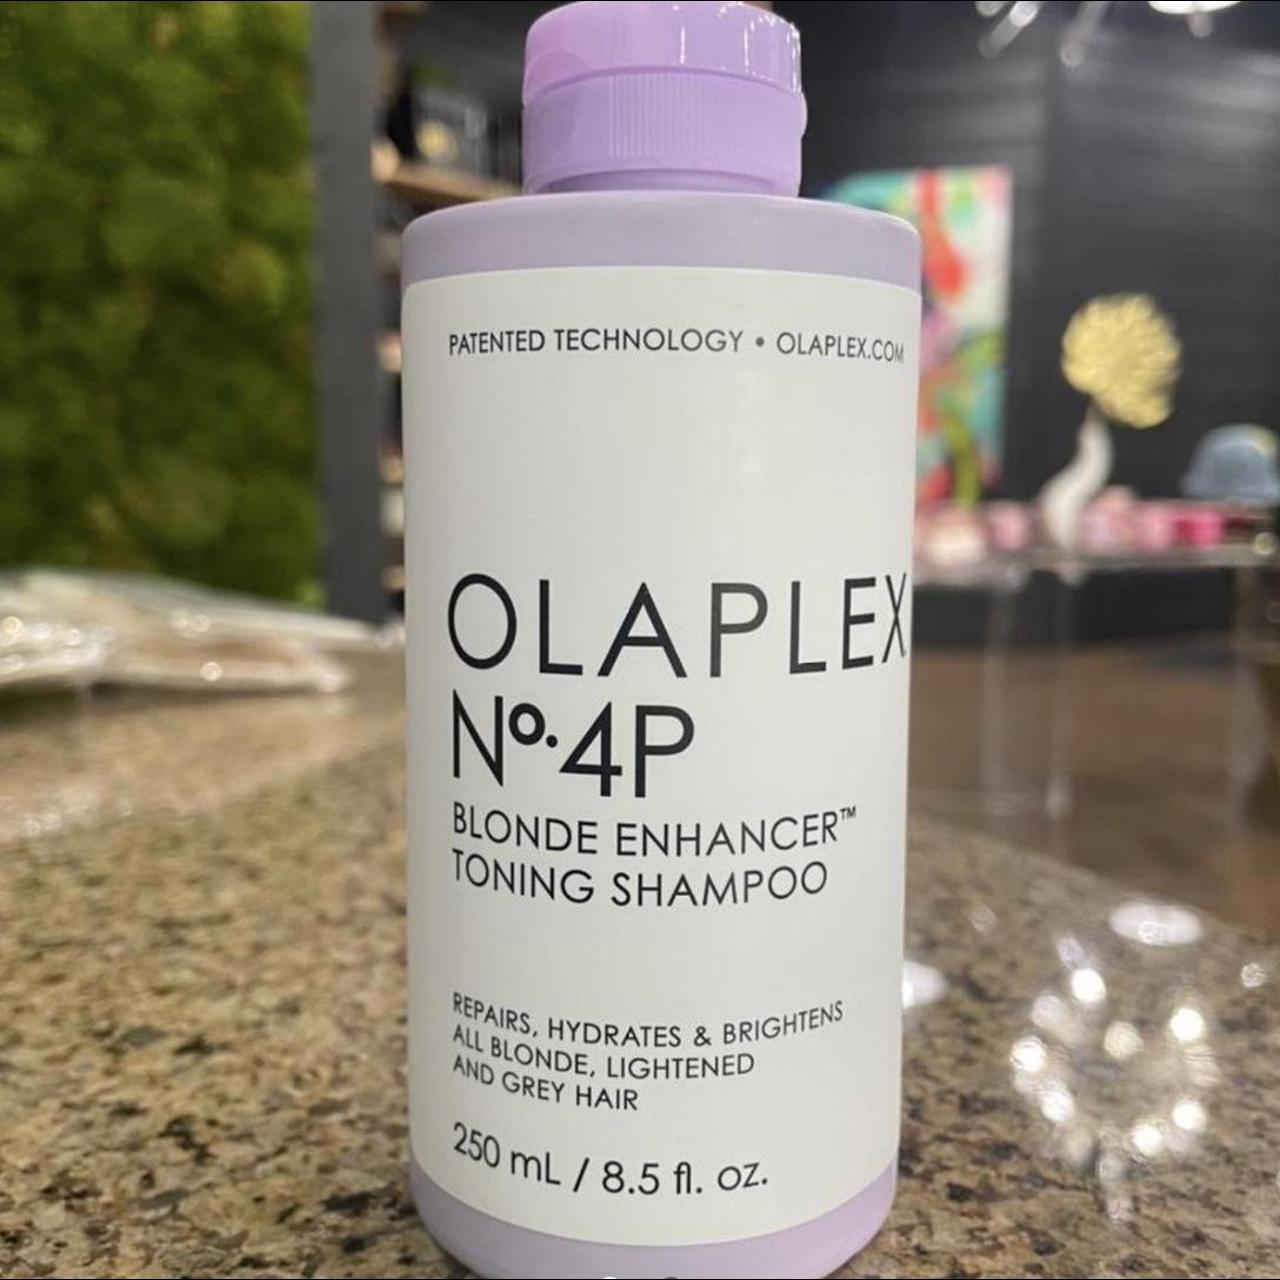 PATENTED TECHNOLOGY • OLAPLEX.COM
OLAPLEX
Nº.4P
BLONDE ENHANCER™
TONING SHAMPOO
REPAIRS, HYDRATES & BRIGHTENS
ALL BLONDE, LIGHTENED
AND GREY HAIR
250 mL / 8.5 fl. oz.